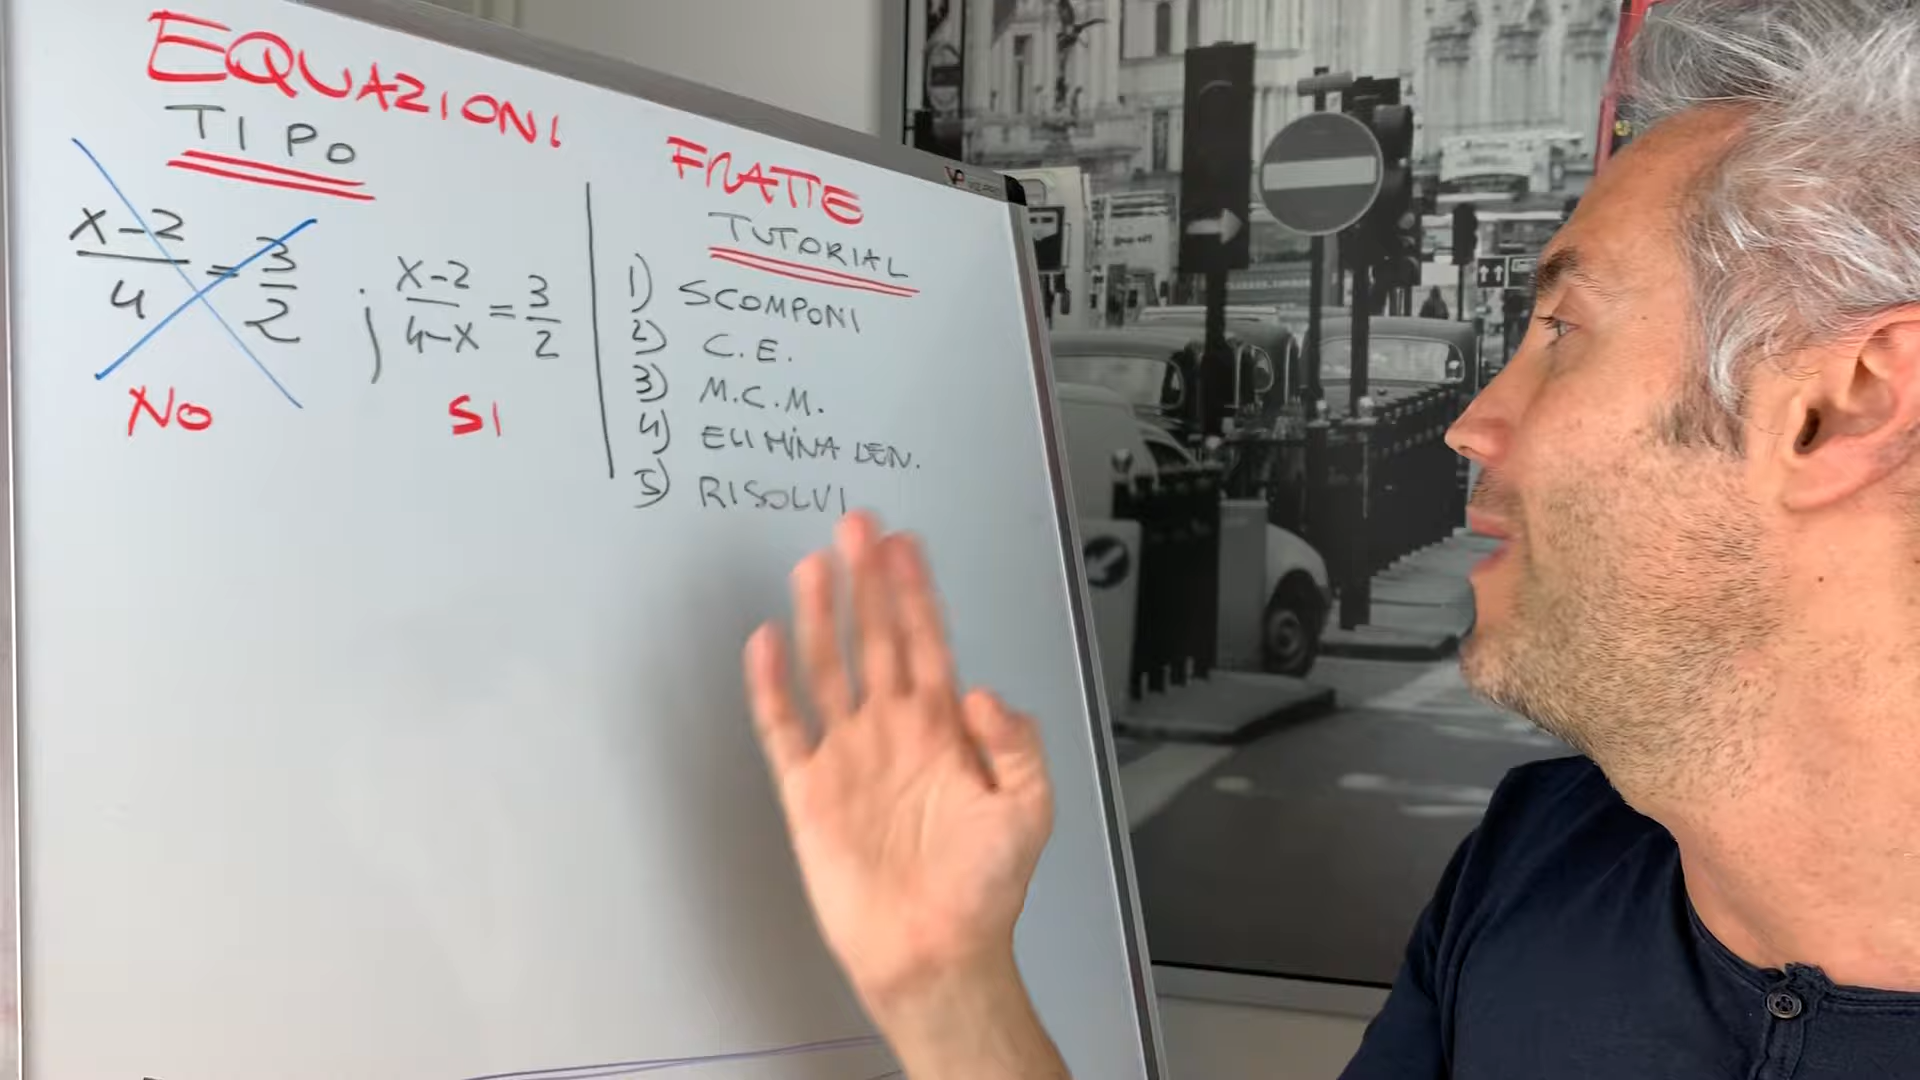 EQUAZIONI FRATTE
TIPO
x-2 / 4 = 3 / 2 ; x-2 / 4-x = 3 / 2
NO SI
TUTORIAL
1) SCOMPONI
2) C.E.
3) M.C.M.
4) ELIMINA DEN.
5) RISOLVI